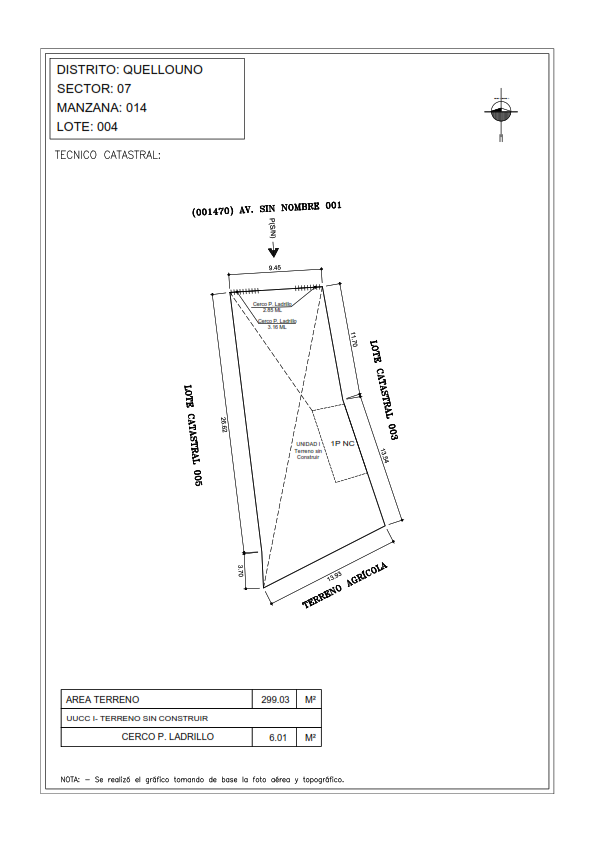 DISTRITO: QUELLOUNO
SECTOR: 07
MANZANA: 014
LOTE: 004
TECNICO CATASTRAL:
(001470) AV. SIN NOMBRE 001
P(S/N)
9.45
Cerco P. Ladrillo
2.85 ML
Cerco P. Ladrillo
3.16 ML
11.70
LOTE CATASTRAL 003
LOTE CATASTRAL 005
26.62
UNIDAD I
Terreno sin
Construir
1P NC
13.54
3.70
13.93
TERRENO AGRÍCOLA
AREA TERRENO 299.03 M²
UUCC I- TERRENO SIN CONSTRUIR
CERCO P. LADRILLO 6.01 M²
NOTA: - Se realizó el gráfico tomando de base la foto aérea y topográfico.